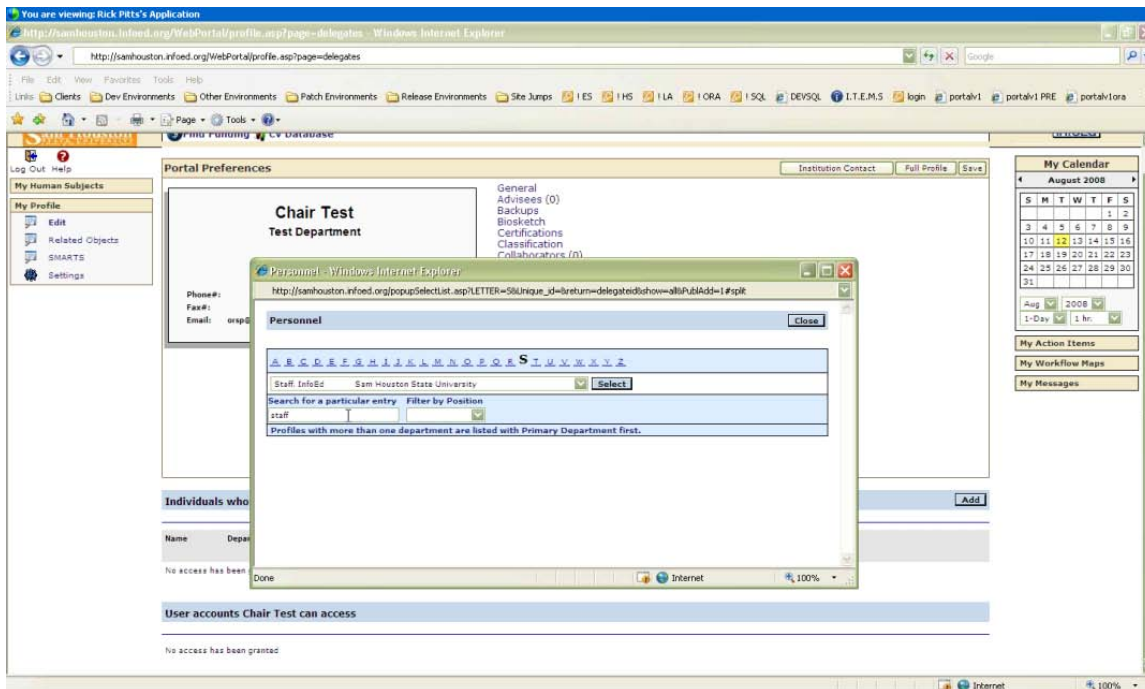 You are viewing: Rick Pitts's Application
http://samhouston.infoed.org/WebPortal/profile.asp?page=delegates - Windows Internet Explorer
http://samhouston.infoed.org/WebPortal/profile.asp?page=delegates
Google
File Edit View Favorites Tools Help
Links Clients Dev Environments Other Environments Patch Environments Release Environments Site Jumps ! ES ! HS ! LA ! ORA ! SQL DEVSQL I.T.E.M.S login portalv1 portalv1 PRE portalv1ora
Page Tools
Sam Houston Find Funding CV Database InfoEd
Log Out Help
My Human Subjects
My Profile
Edit
Related Objects
SMARTS
Settings
Portal Preferences
Institution Contact Full Profile Save
Chair Test
Test Department
Phone#:
Fax#:
Email:
General
Advisees (0)
Backups
Biosketch
Certifications
Classification
Collaborators (0)
My Calendar
August 2008
S M T W T F S
1 2
3 4 5 6 7 8 9
10 11 12 13 14 15 16
17 18 19 20 21 22 23
24 25 26 27 28 29 30
31
Aug 2008
1-Day 1 hr.
My Action Items
My Workflow Maps
My Messages
Personnel - Windows Internet Explorer
http://samhouston.infoed.org/popupSelectList.asp?LETTER=S&Unique_id=&return=delegateid&show=all&PublAdd=1#split
Personnel
Close
A B C D E F G H I J K L M N O P Q R S T U V W X Y Z
Staff, InfoEd Sam Houston State University Select
Search for a particular entry Filter by Position
staff
Profiles with more than one department are listed with Primary Department first.
Done Internet 100%
Individuals who
Add
Name
No access has been
User accounts Chair Test can access
No access has been granted
Internet 100%